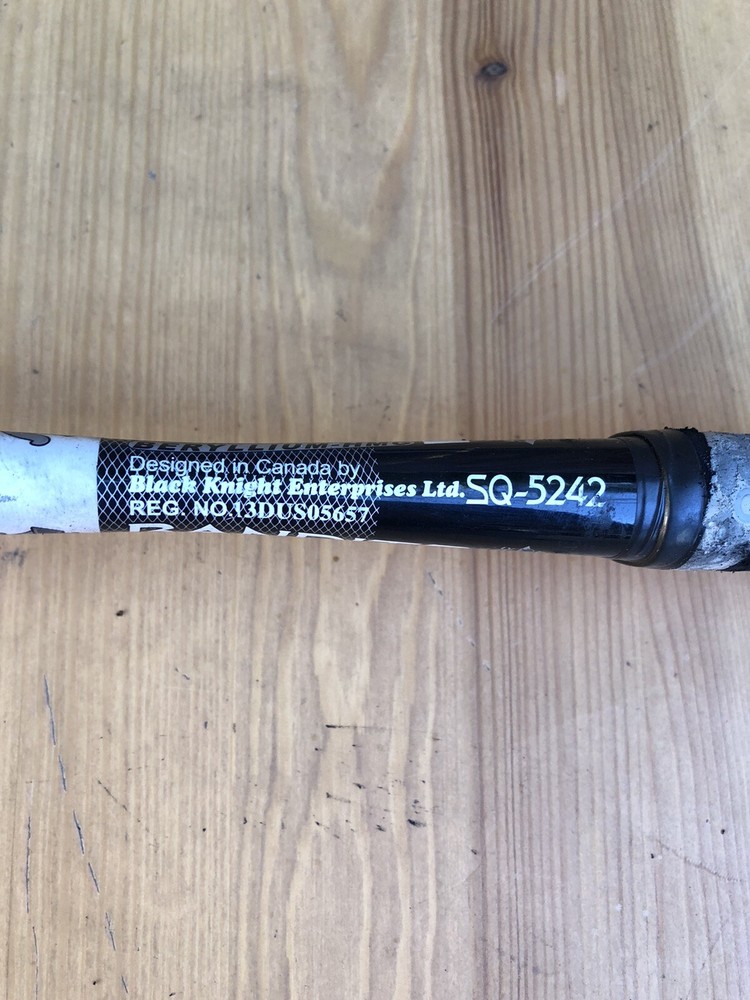 Designed in Canada by
Black Knight Enterprises Ltd. SQ-5242
REG. NO.13DUS05657